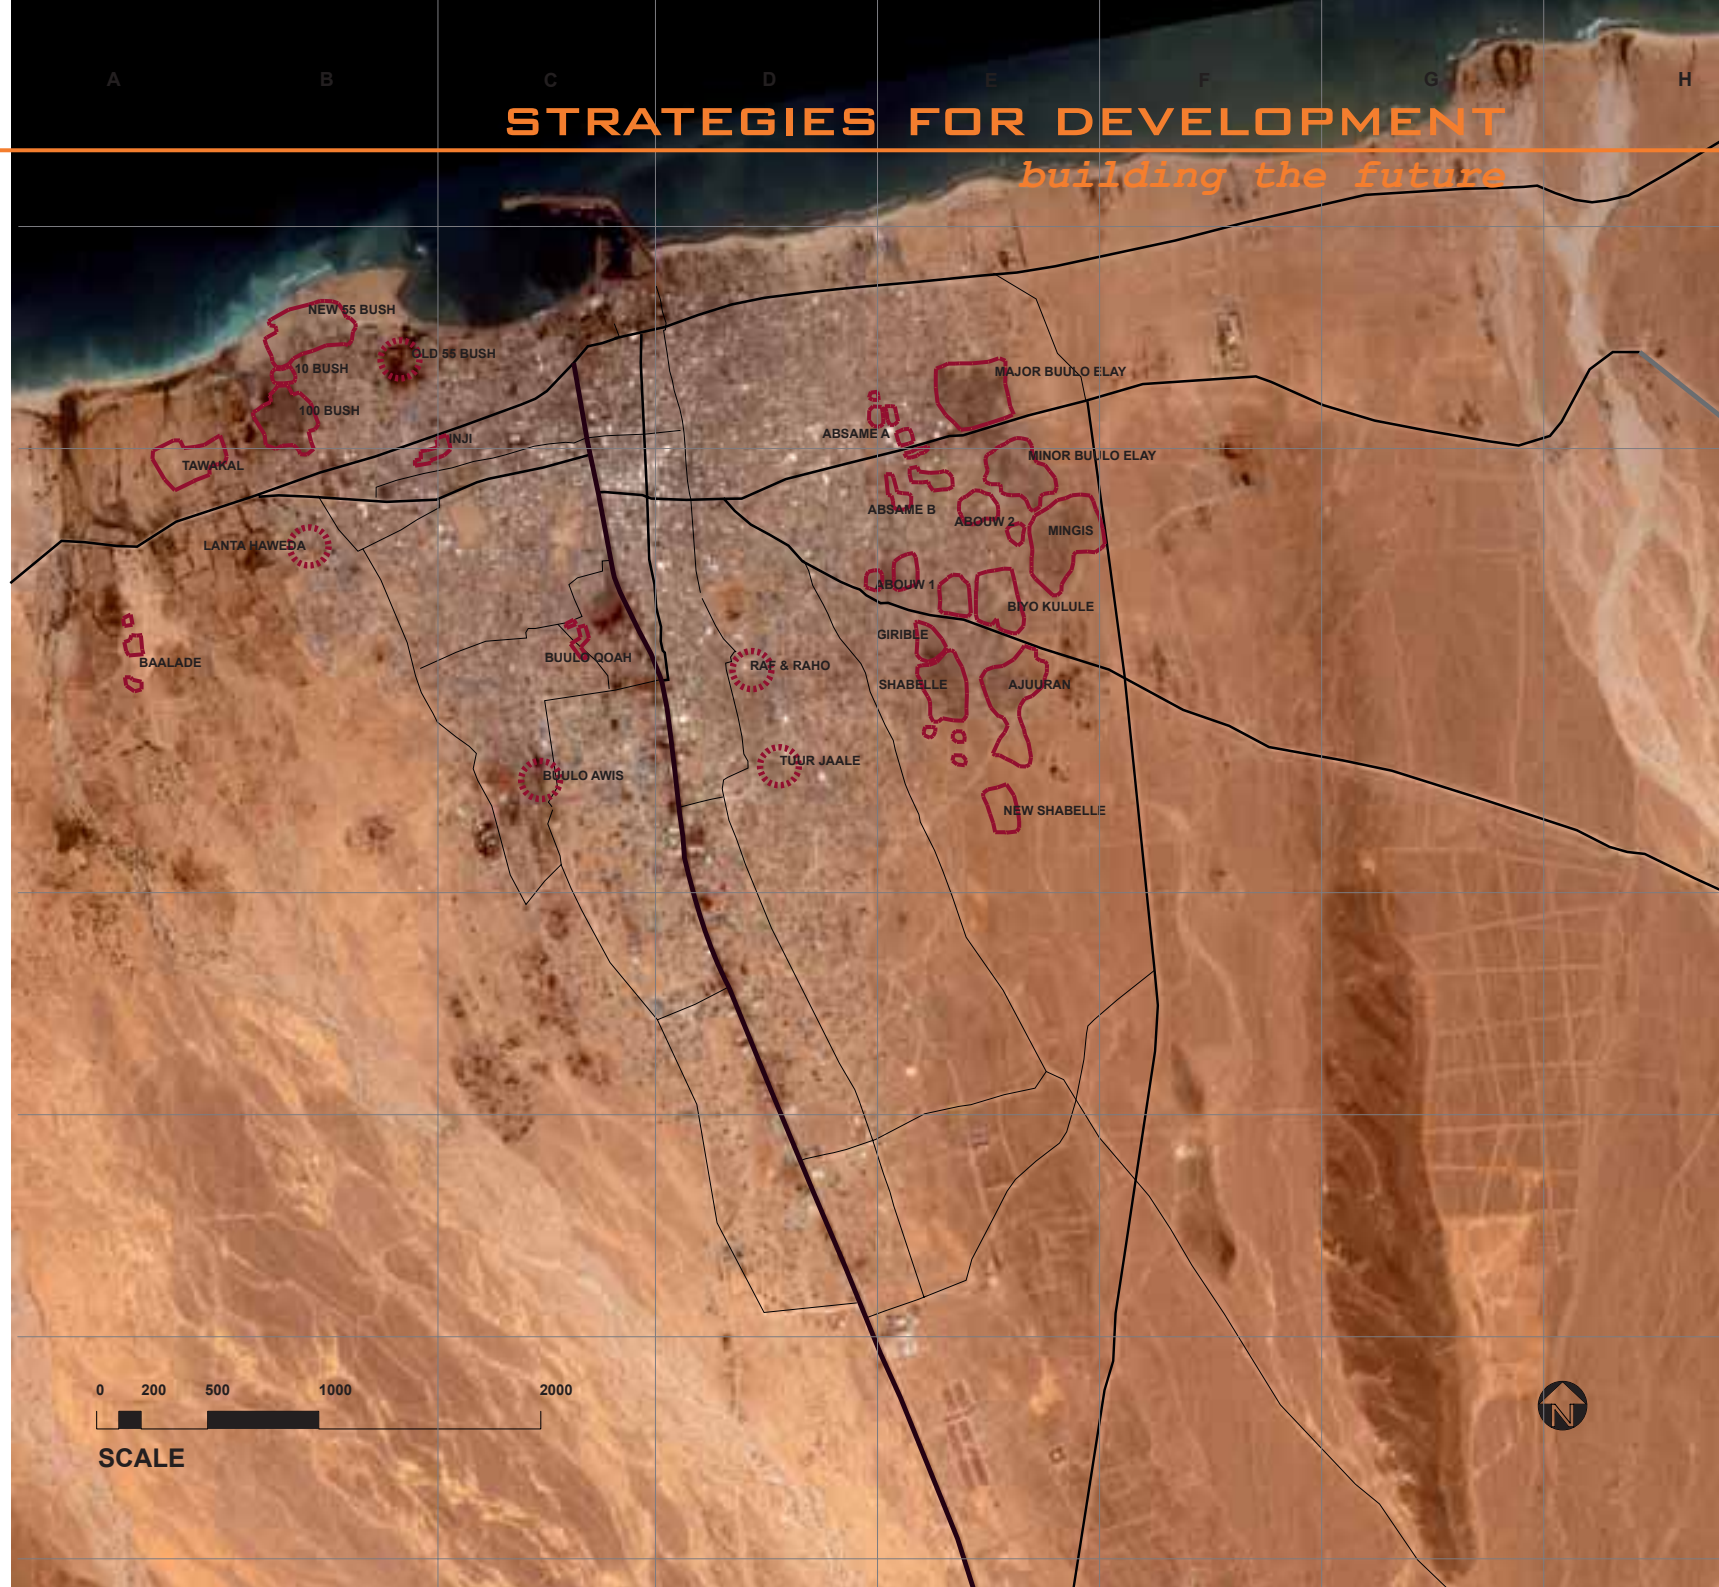 A B C D E F G H
STRATEGIES FOR DEVELOPMENT
building the future
NEW 55 BUSH
OLD 55 BUSH
10 BUSH
100 BUSH
INJI
TAWAKAL
LANTA HAWEDA
BAALADE
BUULO QOAH
BUULO AWIS
RAF & RAHO
TUUR JAALE
MAJOR BUULO ELAY
ABSAME A
MINOR BUULO ELAY
ABSAME B
ABOUW 2
MINGIS
ABOUW 1
BIYO KULULE
GIRIBLE
SHABELLE
AJUURAN
NEW SHABELLE
0 200 500 1000 2000
SCALE
N